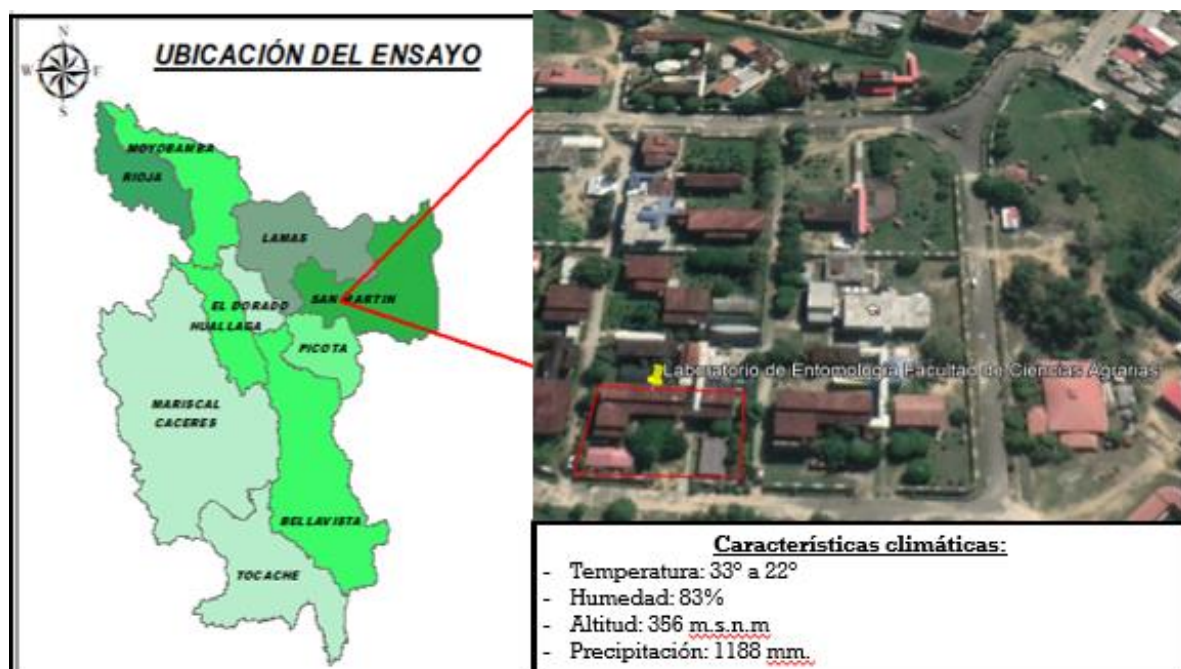 UBICACIÓN DEL ENSAYO
N
W
E
S
MOYOBAMBA
RIOJA
LAMAS
SAN MARTIN
EL DORADO
HUALLAGA
PICOTA
MARISCAL
CACERES
BELLAVISTA
TOCACHE
Laboratorio de Entomología Facultad de Ciencias Agrarias
Características climáticas:
- Temperatura: 33° a 22°
- Humedad: 83%
- Altitud: 356 m.s.n.m
- Precipitación: 1188 mm.